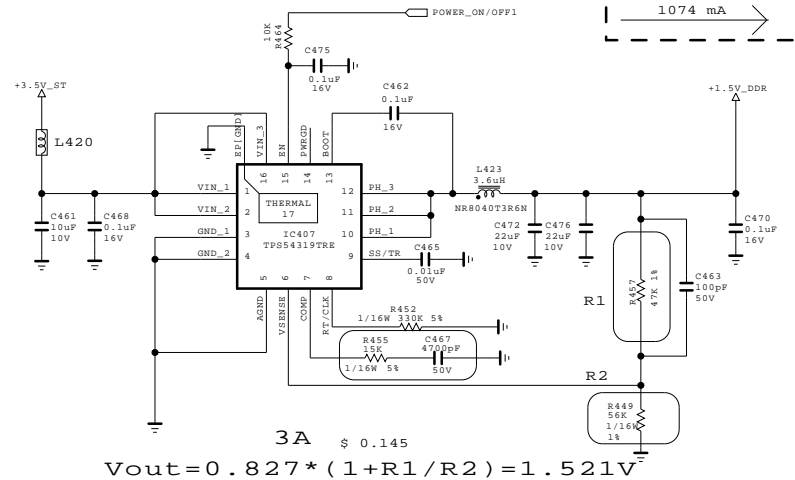 POWER_ON/OFF1
1074 mA
10K
R464
C475
0.1uF
16V
C462
0.1uF
16V
+3.5V_ST
+1.5V_DDR
L420
EP[GND]
VIN_3
EN
PWRGD
BOOT
16
15
14
13
L423
3.6uH
NR8040T3R6N
VIN_1
1
THERMAL
17
12
PH_3
VIN_2
2
11
PH_2
GND_1
3
IC407
TPS54319TRE
10
PH_1
GND_2
4
9
SS/TR
C461
10uF
10V
C468
0.1uF
16V
C472
22uF
10V
C476
22uF
10V
C470
0.1uF
16V
C465
0.01uF
50V
5
6
7
8
AGND
VSENSE
COMP
RT/CLK
R1
R457
47K 1%
C463
100pF
50V
R452
1/16W 330K 5%
R455
15K
1/16W 5%
C467
4700pF
50V
R2
R449
56K
1/16W
1%
3A
$ 0.145
Vout=0.827*(1+R1/R2)=1.521V